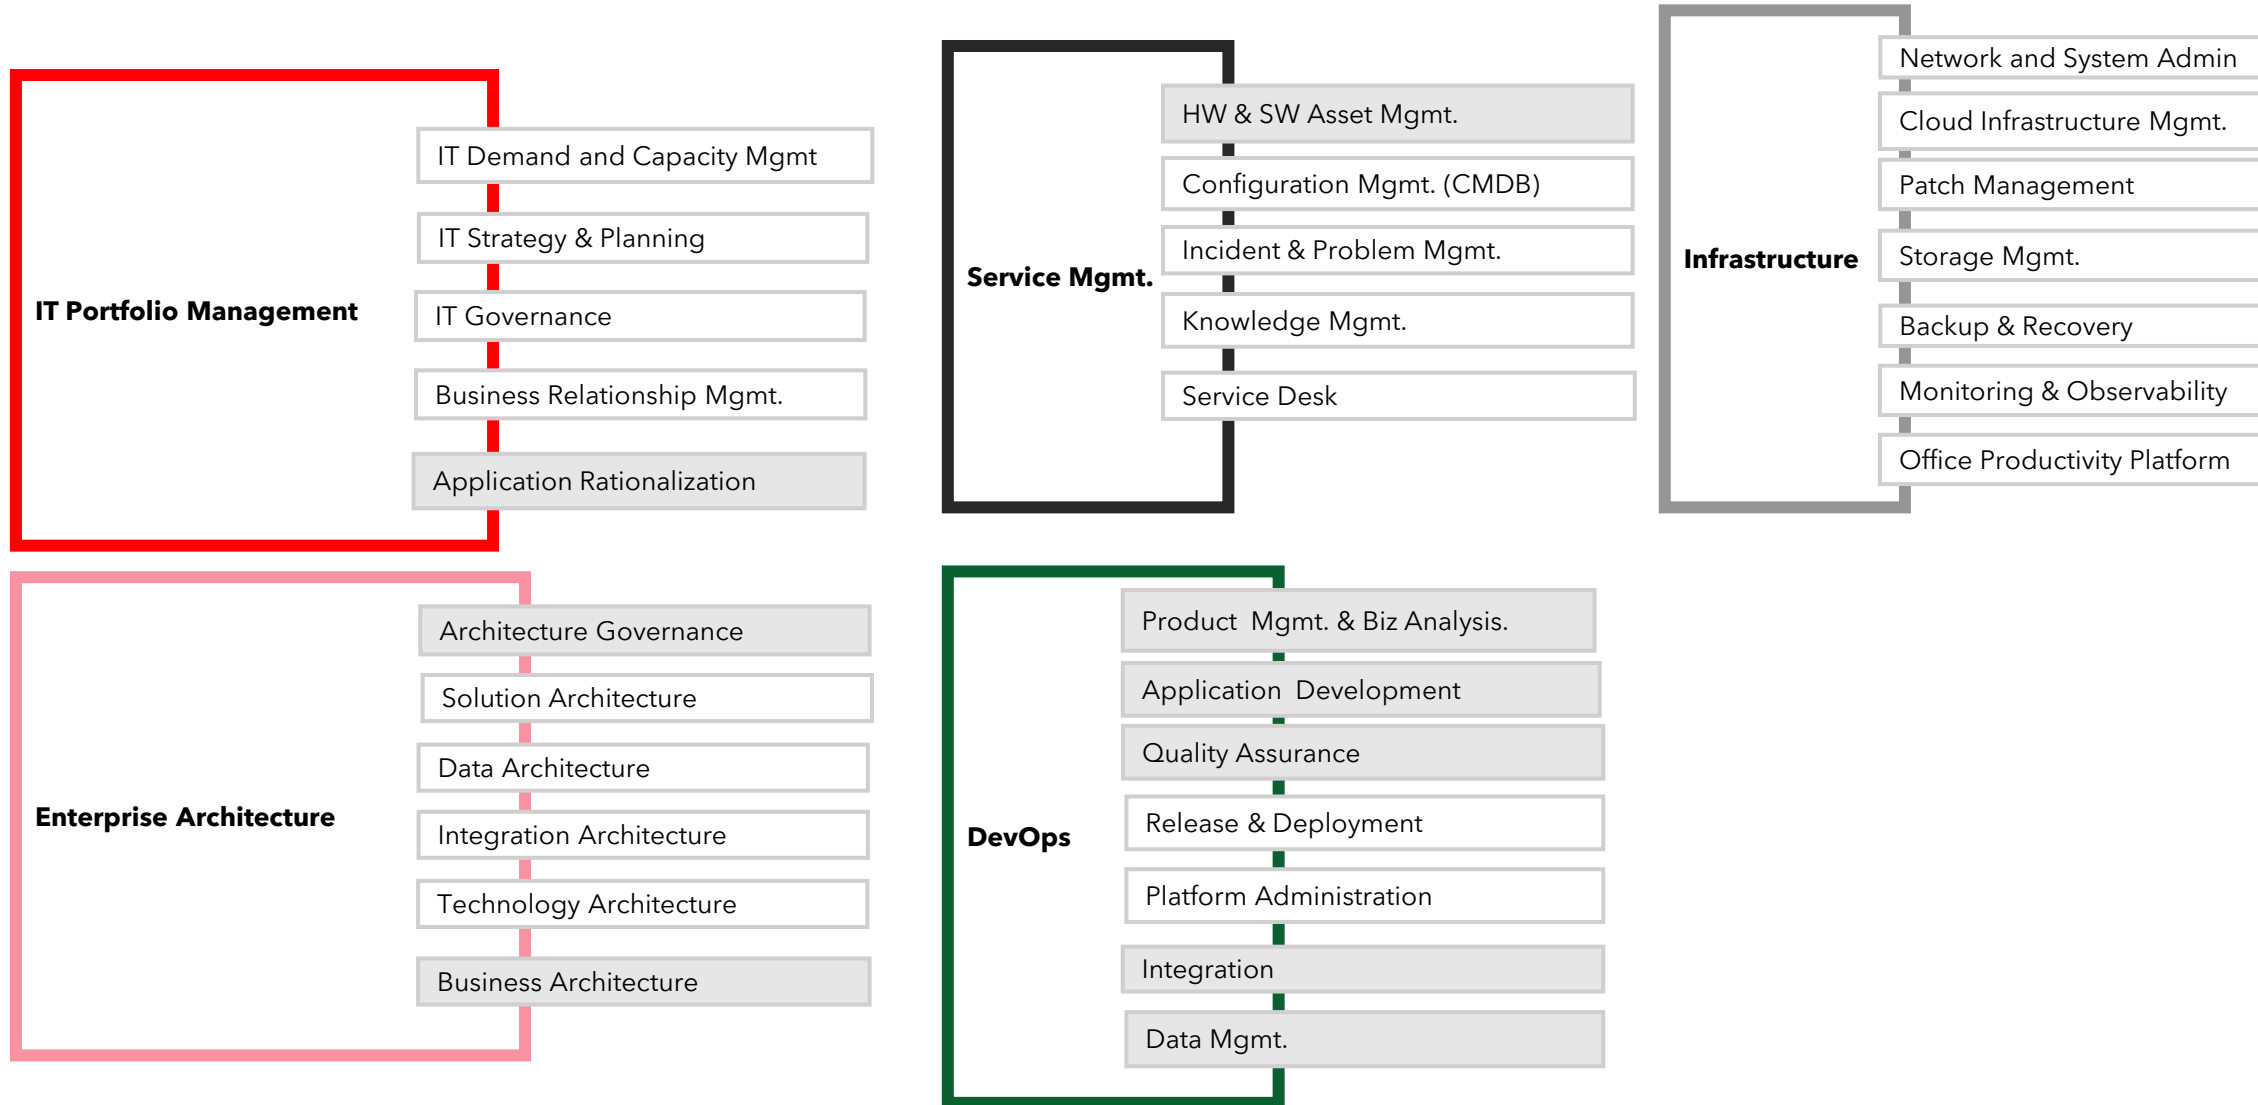 IT Portfolio Management
IT Demand and Capacity Mgmt
IT Strategy & Planning
IT Governance
Business Relationship Mgmt.
Application Rationalization
Service Mgmt.
HW & SW Asset Mgmt.
Configuration Mgmt. (CMDB)
Incident & Problem Mgmt.
Knowledge Mgmt.
Service Desk
Infrastructure
Network and System Admin
Cloud Infrastructure Mgmt.
Patch Management
Storage Mgmt.
Backup & Recovery
Monitoring & Observability
Office Productivity Platform
Enterprise Architecture
Architecture Governance
Solution Architecture
Data Architecture
Integration Architecture
Technology Architecture
Business Architecture
DevOps
Product  Mgmt. & Biz Analysis.
Application  Development
Quality Assurance
Release & Deployment
Platform Administration
Integration
Data Mgmt.